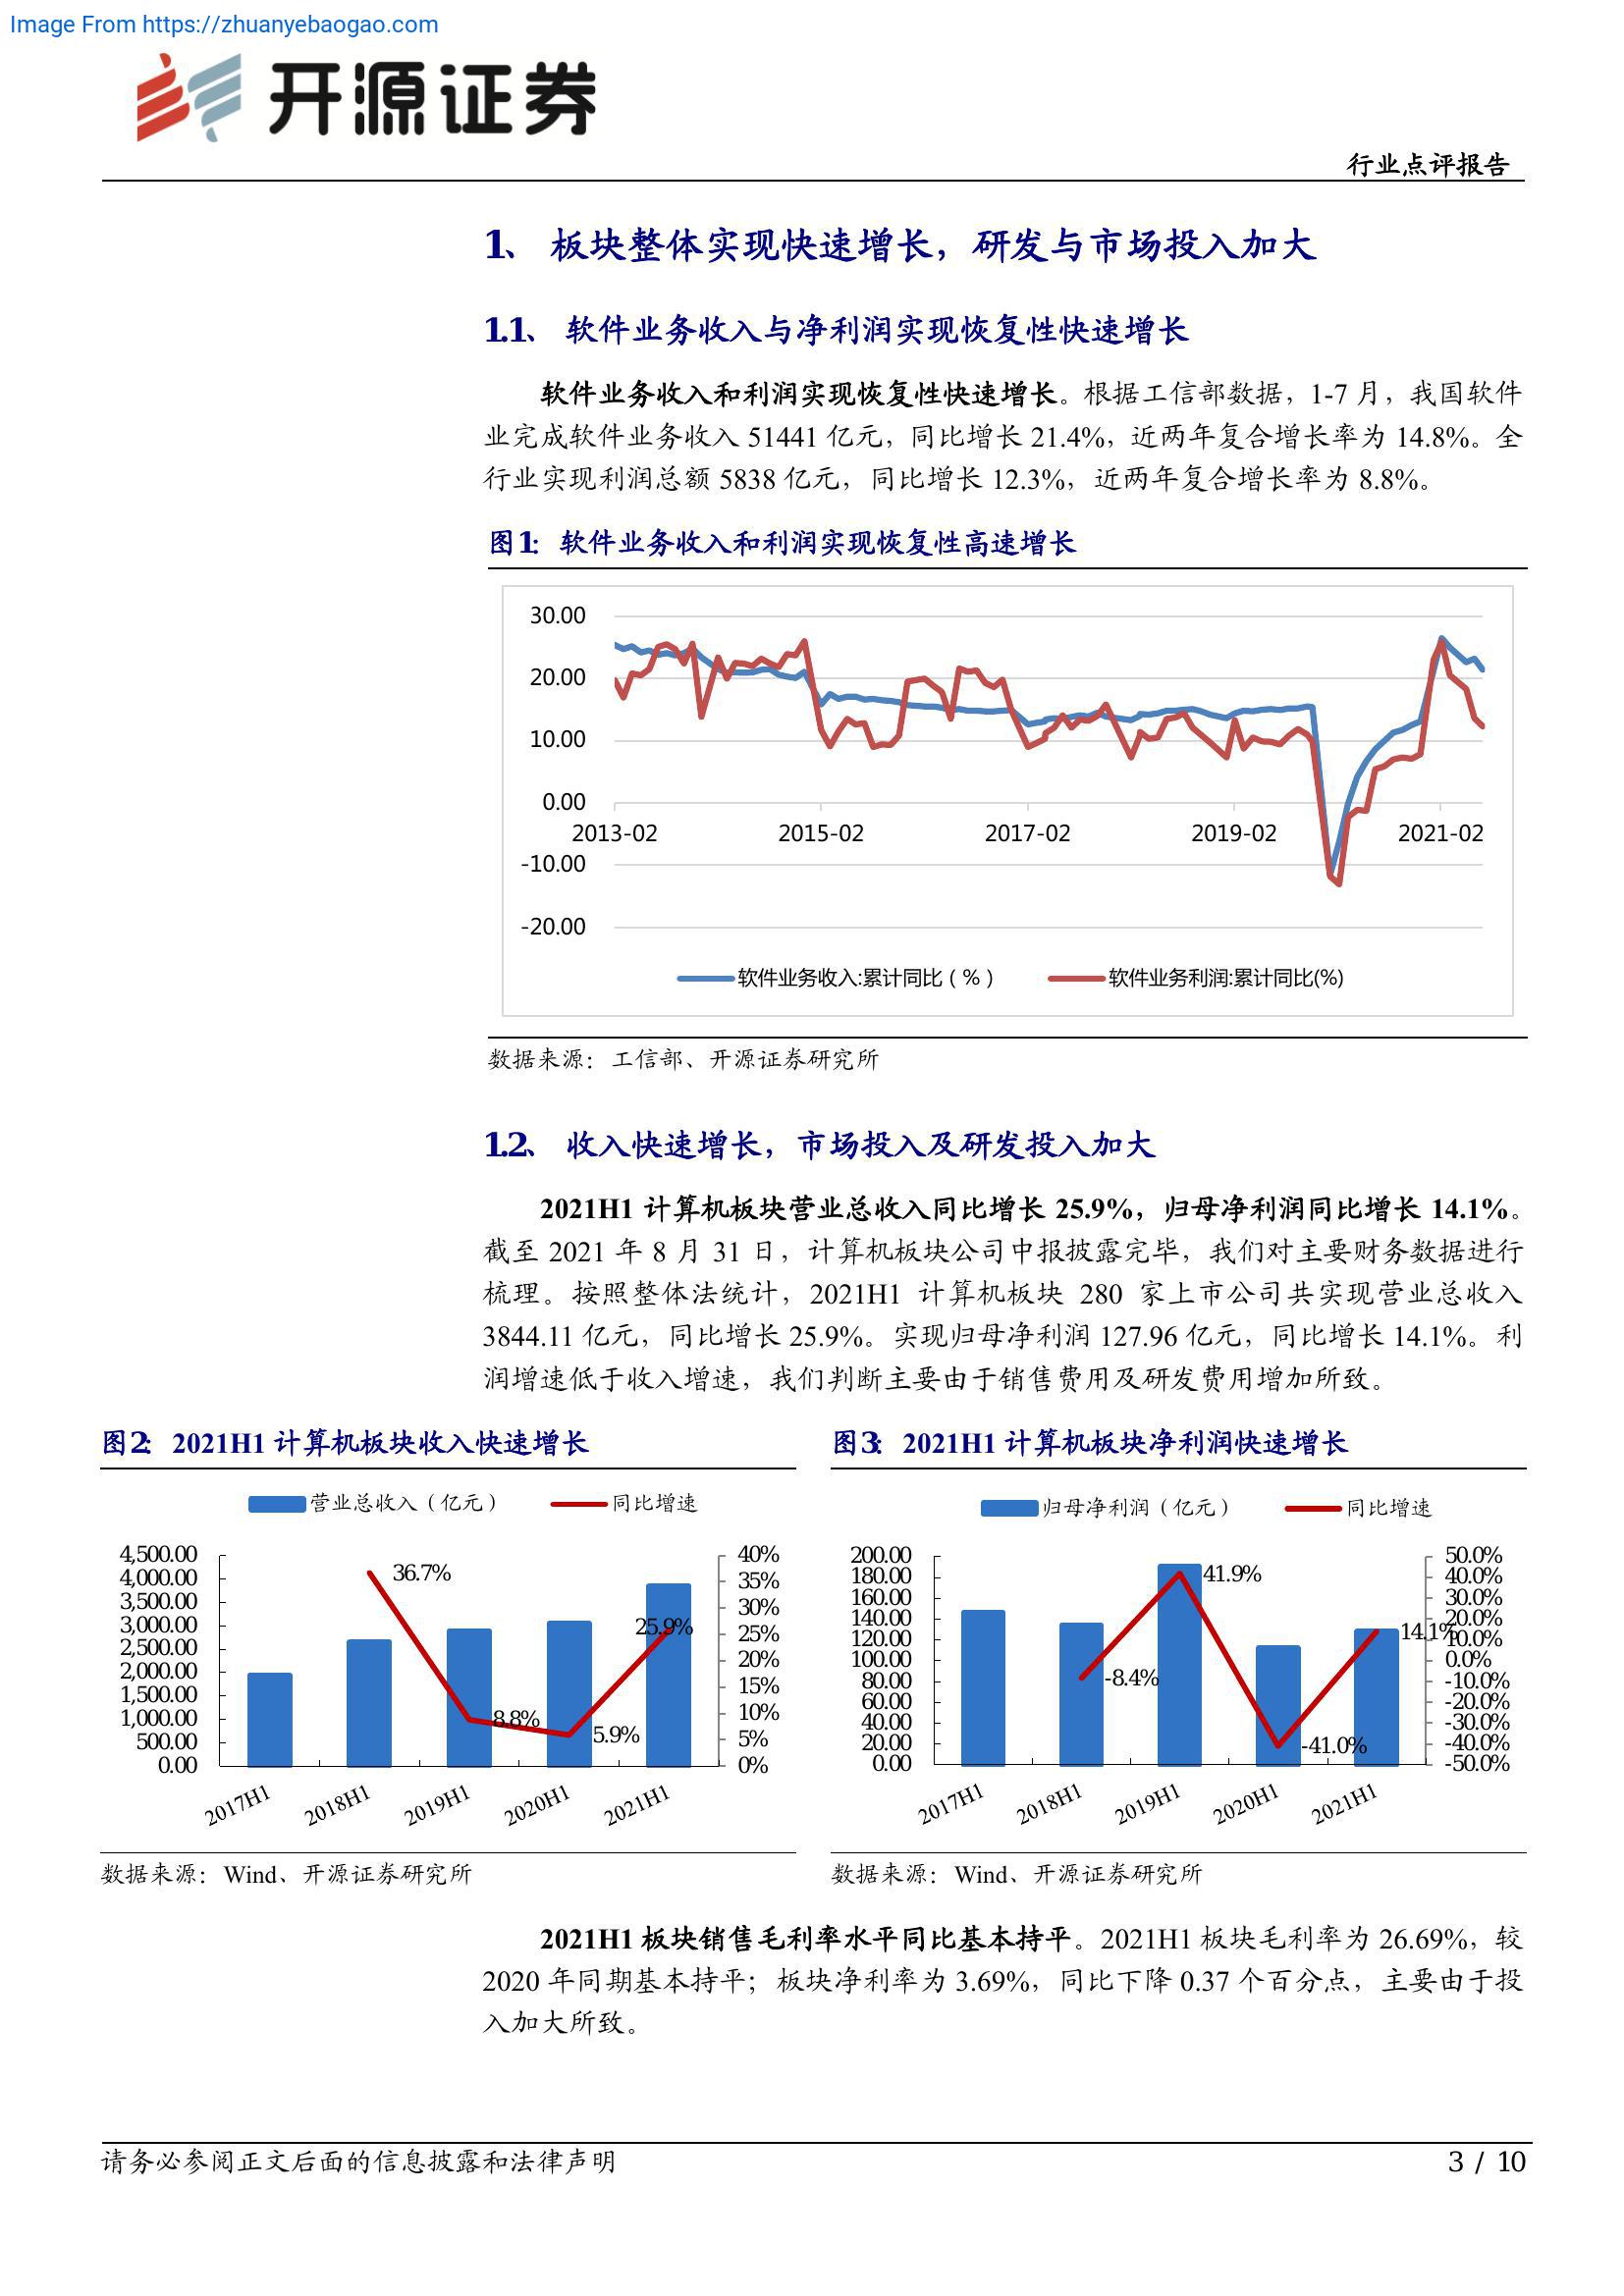 Image From https://zhuanyebaogao.com
开源证券
行业点评报告
1、 板块整体实现快速增长，研发与市场投入加大
1.1、 软件业务收入与净利润实现恢复性快速增长
软件业务收入和利润实现恢复性快速增长。根据工信部数据，1-7 月，我国软件
业完成软件业务收入 51441 亿元，同比增长 21.4%，近两年复合增长率为 14.8%。全
行业实现利润总额 5838 亿元，同比增长 12.3%，近两年复合增长率为 8.8%。
图1： 软件业务收入和利润实现恢复性高速增长
30.00
20.00
10.00
0.00
2013-02 2015-02 2017-02 2019-02 2021-02
-10.00
-20.00
软件业务收入:累计同比（%） 软件业务利润:累计同比(%)
数据来源：工信部、开源证券研究所
1.2、 收入快速增长，市场投入及研发投入加大
2021H1 计算机板块营业总收入同比增长 25.9%，归母净利润同比增长 14.1%。
截至 2021 年 8 月 31 日，计算机板块公司中报披露完毕，我们对主要财务数据进行
梳理。按照整体法统计，2021H1 计算机板块 280 家上市公司共实现营业总收入
3844.11 亿元，同比增长 25.9%。实现归母净利润 127.96 亿元，同比增长 14.1%。利
润增速低于收入增速，我们判断主要由于销售费用及研发费用增加所致。
图2： 2021H1 计算机板块收入快速增长
营业总收入（亿元） 同比增速
4,500.00
4,000.00
3,500.00
3,000.00
2,500.00
2,000.00
1,500.00
1,000.00
500.00
0.00
36.7%
8.8%
5.9%
25.9%
40%
35%
30%
25%
20%
15%
10%
5%
0%
2017H1 2018H1 2019H1 2020H1 2021H1
数据来源：Wind、开源证券研究所
图3： 2021H1 计算机板块净利润快速增长
归母净利润（亿元） 同比增速
200.00
180.00
160.00
140.00
120.00
100.00
80.00
60.00
40.00
20.00
0.00
-8.4%
41.9%
-41.0%
14.1%
50.0%
40.0%
30.0%
20.0%
10.0%
0.0%
-10.0%
-20.0%
-30.0%
-40.0%
-50.0%
2017H1 2018H1 2019H1 2020H1 2021H1
数据来源：Wind、开源证券研究所
2021H1 板块销售毛利率水平同比基本持平。2021H1 板块毛利率为 26.69%，较
2020 年同期基本持平；板块净利率为 3.69%，同比下降 0.37 个百分点，主要由于投
入加大所致。
请务必参阅正文后面的信息披露和法律声明
3 / 10